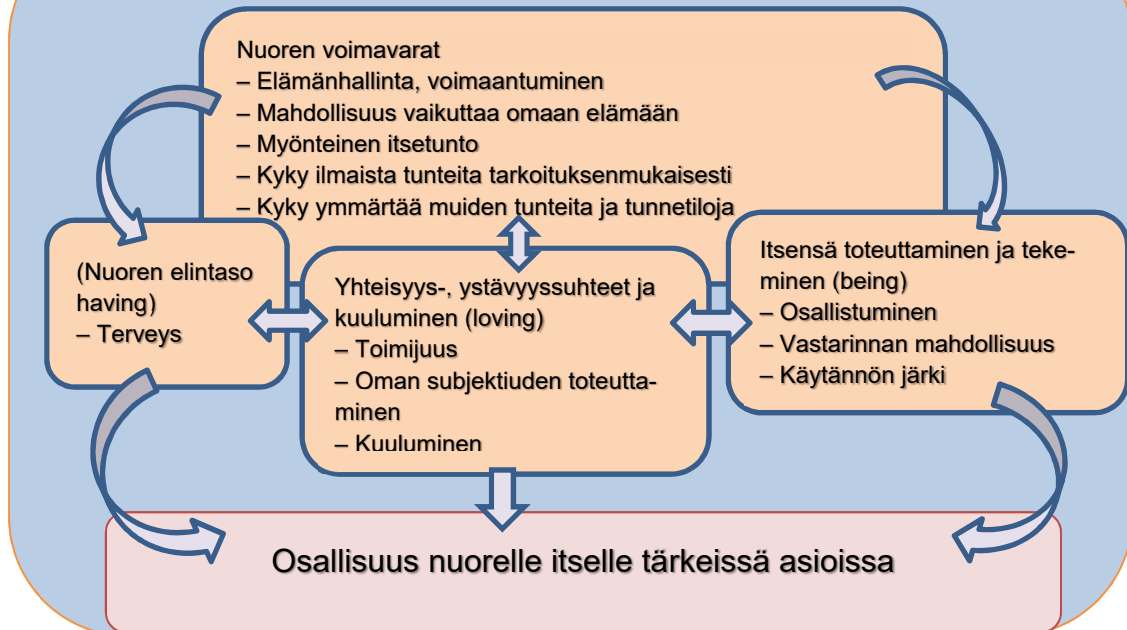 Nuoren voimavarat
– Elämänhallinta, voimaantuminen
– Mahdollisuus vaikuttaa omaan elämään
– Myönteinen itsetunto
– Kyky ilmaista tunteita tarkoituksenmukaisesti
– Kyky ymmärtää muiden tunteita ja tunnetiloja
(Nuoren elintaso
having)
– Terveys
Yhteisyys-, ystävyyssuhteet ja
kuuluminen (loving)
– Toimijuus
– Oman subjektiuden toteutta-
minen
– Kuuluminen
Itsensä toteuttaminen ja teke-
minen (being)
– Osallistuminen
– Vastarinnan mahdollisuus
– Käytännön järki
Osallisuus nuorelle itselle tärkeissä asioissa